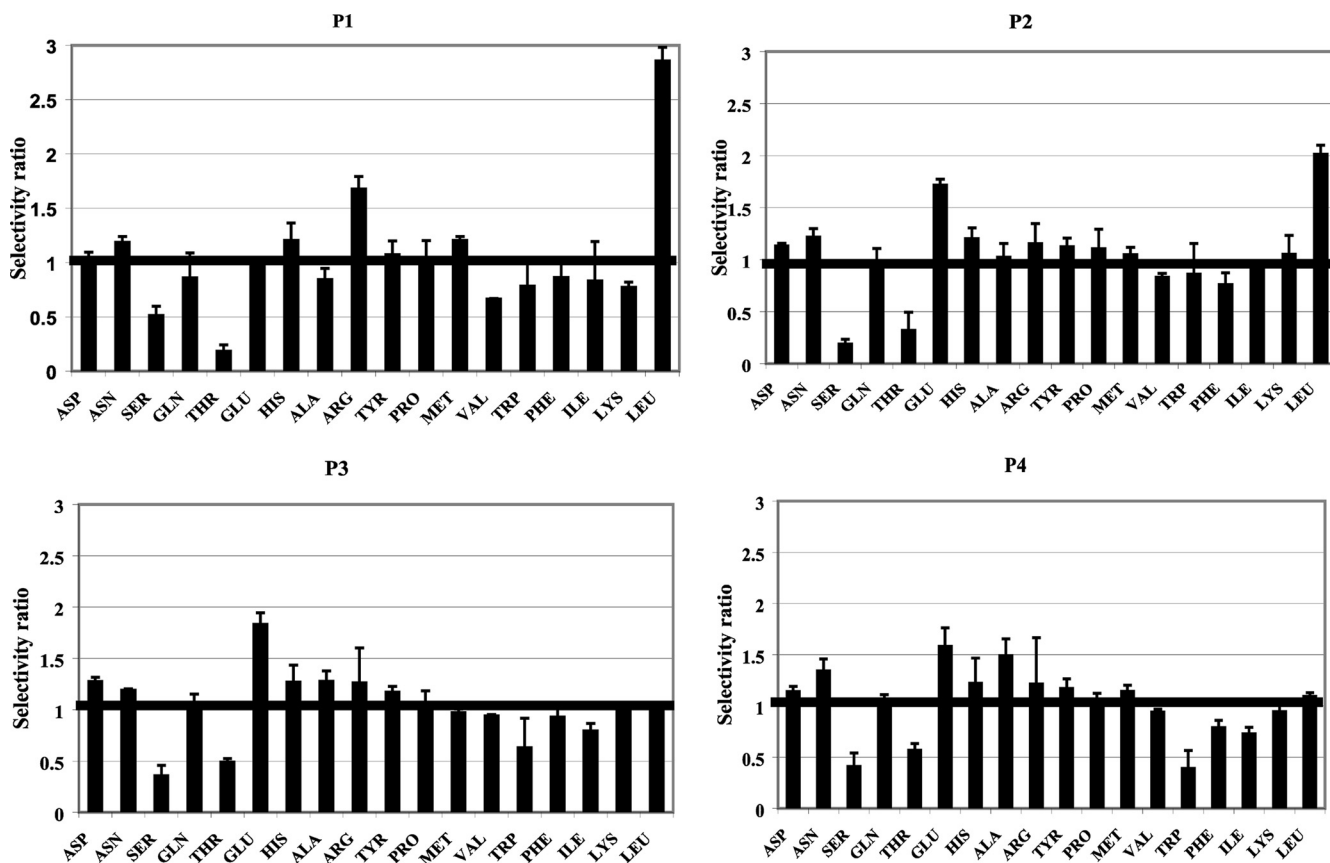 P1
Selectivity ratio
3
2.5
2
1.5
1
0.5
0
ASP ASN SER GLN THR GLU HIS ALA ARG TYR PRO MET VAL TRP PHE ILE LYS LEU
P2
Selectivity ratio
3
2.5
2
1.5
1
0.5
0
ASP ASN SER GLN THR GLU HIS ALA ARG TYR PRO MET VAL TRP PHE ILE LYS LEU
P3
Selectivity ratio
3
2.5
2
1.5
1
0.5
0
ASP ASN SER GLN THR GLU HIS ALA ARG TYR PRO MET VAL TRP PHE ILE LYS LEU
P4
Selectivity ratio
3
2.5
2
1.5
1
0.5
0
ASP ASN SER GLN THR GLU HIS ALA ARG TYR PRO MET VAL TRP PHE ILE LYS LEU